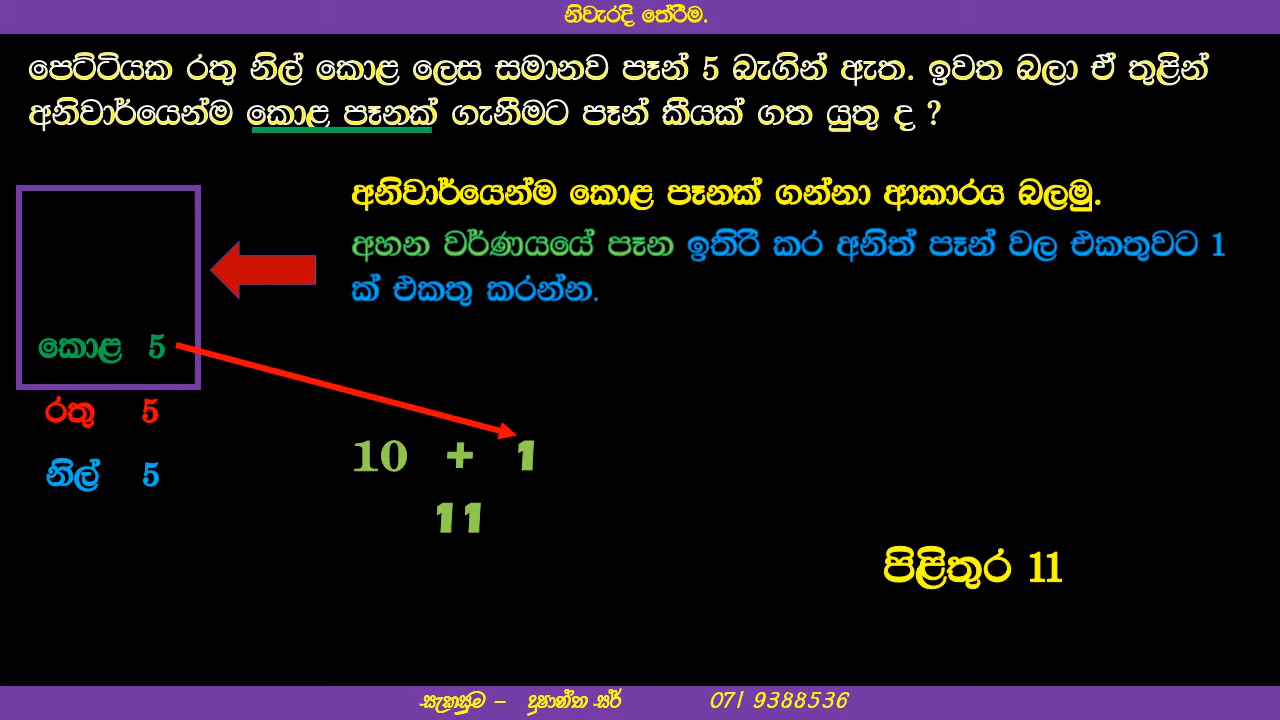 නිවැරදි තේරීම.
පෙට්ටියක රතු නිල් කොළ ලෙස සමානව පෑන් 5 බැගින් ඇත. ඉවත බලා ඒ තුළින්
අනිවාර්යෙන්ම කොළ පෑනක් ගැනීමට පෑන් කීයක් ගත යුතු ද ?
අනිවාර්යෙන්ම කොළ පෑනක් ගන්නා ආකාරය බලමු.
අහන වර්ණයයේ පෑන ඉතිරි කර අනිත් පෑන් වල එකතුවට 1
ක් එකතු කරන්න.
කොළ 5
රතු 5
නිල් 5
10 + 1
11
පිළිතුර 11
සැකසුම – දුෂාන්ත සර් 071 9388536